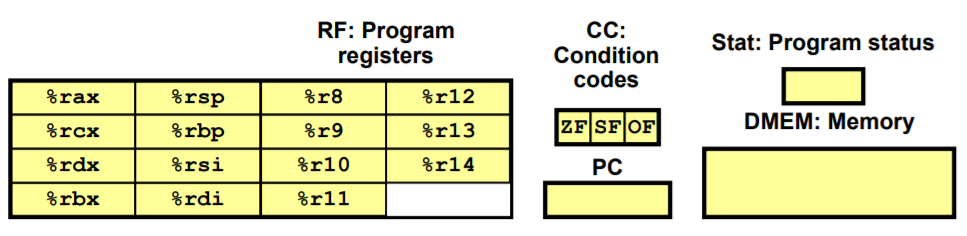 RF: Program
registers
%rax %rsp %r8 %r12
%rcx %rbp %r9 %r13
%rdx %rsi %r10 %r14
%rbx %rdi %r11
CC:
Condition
codes
ZF SF OF
PC
Stat: Program status
DMEM: Memory